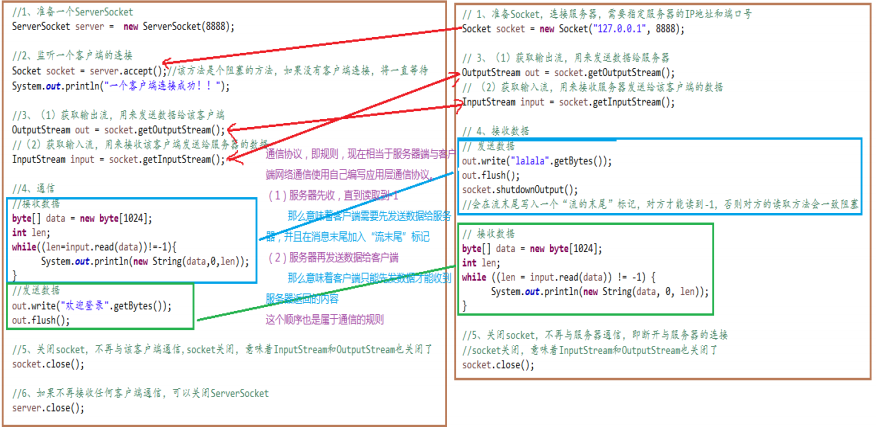 //1、准备一个ServerSocket
ServerSocket server = new ServerSocket(8888);
//2、监听一个客户端的连接
Socket socket = server.accept();//该方法是个阻塞的方法，如果没有客户端连接，将一直等待
System.out.println("一个客户端连接成功！！");
//3、（1）获取输出流，用来发送数据给该客户端
OutputStream out = socket.getOutputStream();
//（2）获取输入流，用来接收该客户端发送给服务器的数据
InputStream input = socket.getInputStream();
//4、通信
//接收数据
byte[] data = new byte[1024];
int len;
while((len=input.read(data))!=-1){
System.out.println(new String(data,0,len));
}
//发送数据
out.write("欢迎登录".getBytes());
out.flush();
//5、关闭socket，不再与该客户端通信,socket关闭，意味着InputStream和OutputStream也关闭了
socket.close();
//6、如果不再接收任何客户端通信，可以关闭ServerSocket
server.close();
通信协议，即规则，现在相当于服务器端与客户
端网络通信使用自己编写应用层通信协议。
（1）服务器先收，直到读取到-1
那么意味着客户端需要先发送数据给服务
器，并且在消息末尾加入“流末尾”标记
（2）服务器再发送数据给客户端
那么意味着客户端只能先发数据才能收到
服务器返回的内容
这个顺序也是属于通信的规则
// 1、准备Socket，连接服务器，需要指定服务器的IP地址和端口号
Socket socket = new Socket("127.0.0.1", 8888);
// 3、（1）获取输出流，用来发送数据给服务器
OutputStream out = socket.getOutputStream();
// （2）获取输入流，用来接收服务器发送给该客户端的数据
InputStream input = socket.getInputStream();
// 4、接收数据
// 发送数据
out.write("lalala".getBytes());
out.flush();
socket.shutdownOutput();
//会在流末尾写入一个“流的末尾”标记，对方才能读到-1，否则对方的读取方法会一致阻塞
// 接收数据
byte[] data = new byte[1024];
int len;
while ((len = input.read(data)) != -1) {
System.out.println(new String(data, 0, len));
}
//5、关闭socket，不再与服务器通信，即断开与服务器的连接
//socket关闭，意味着InputStream和OutputStream也关闭了
socket.close();